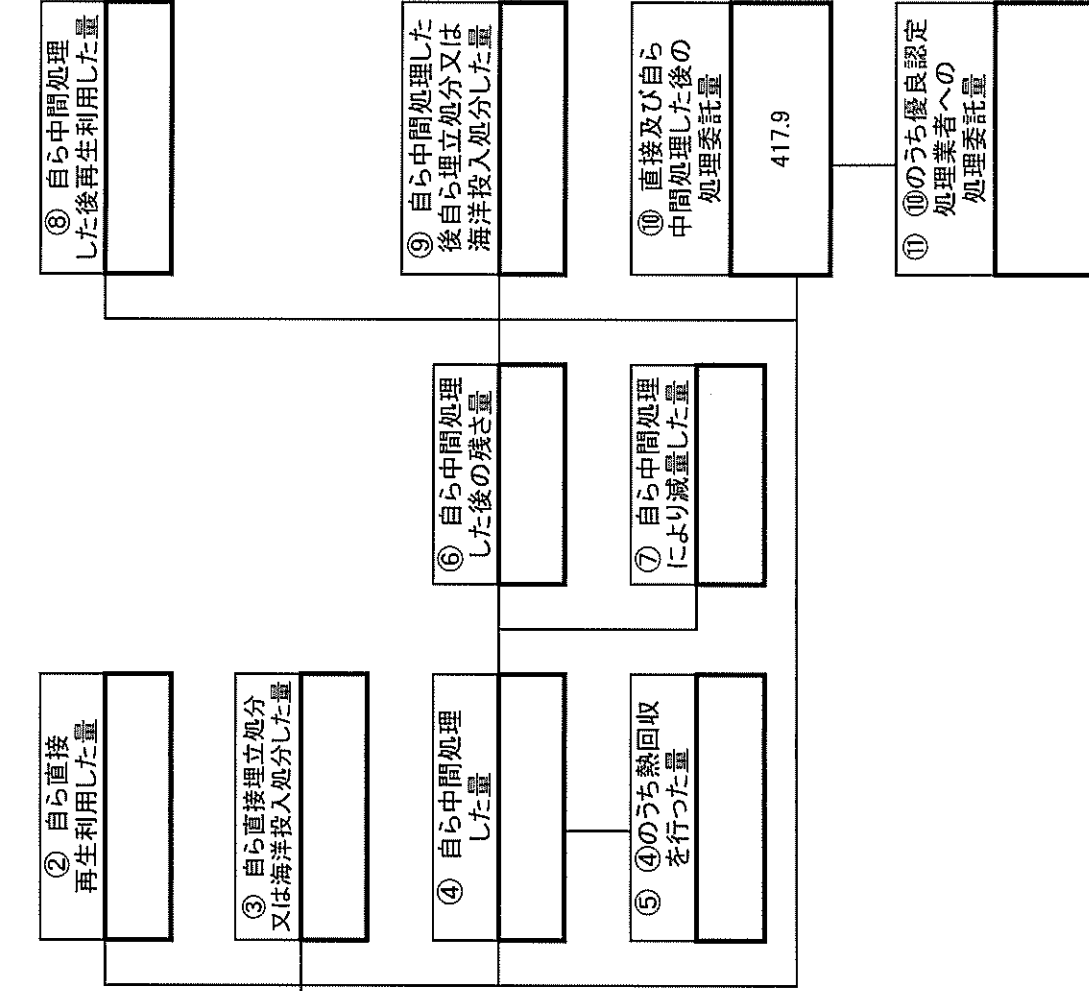 ② 自ら直接
再生利用した量
③ 自ら直接埋立処分
又は海洋投入処分した量
④ 自ら中間処理
した量
⑤ ④のうち熱回収
を行った量
⑥ 自ら中間処理
した後の残さ量
⑦ 自ら中間処理
により減量した量
⑧ 自ら中間処理
した後再生利用した量
⑨ 自ら中間処理した
後自ら埋立処分又は
海洋投入処分した量
⑩ 直接及び自ら
中間処理した後の
処理委託量
417.9
⑪ ⑩のうち優良認定
処理業者への
処理委託量